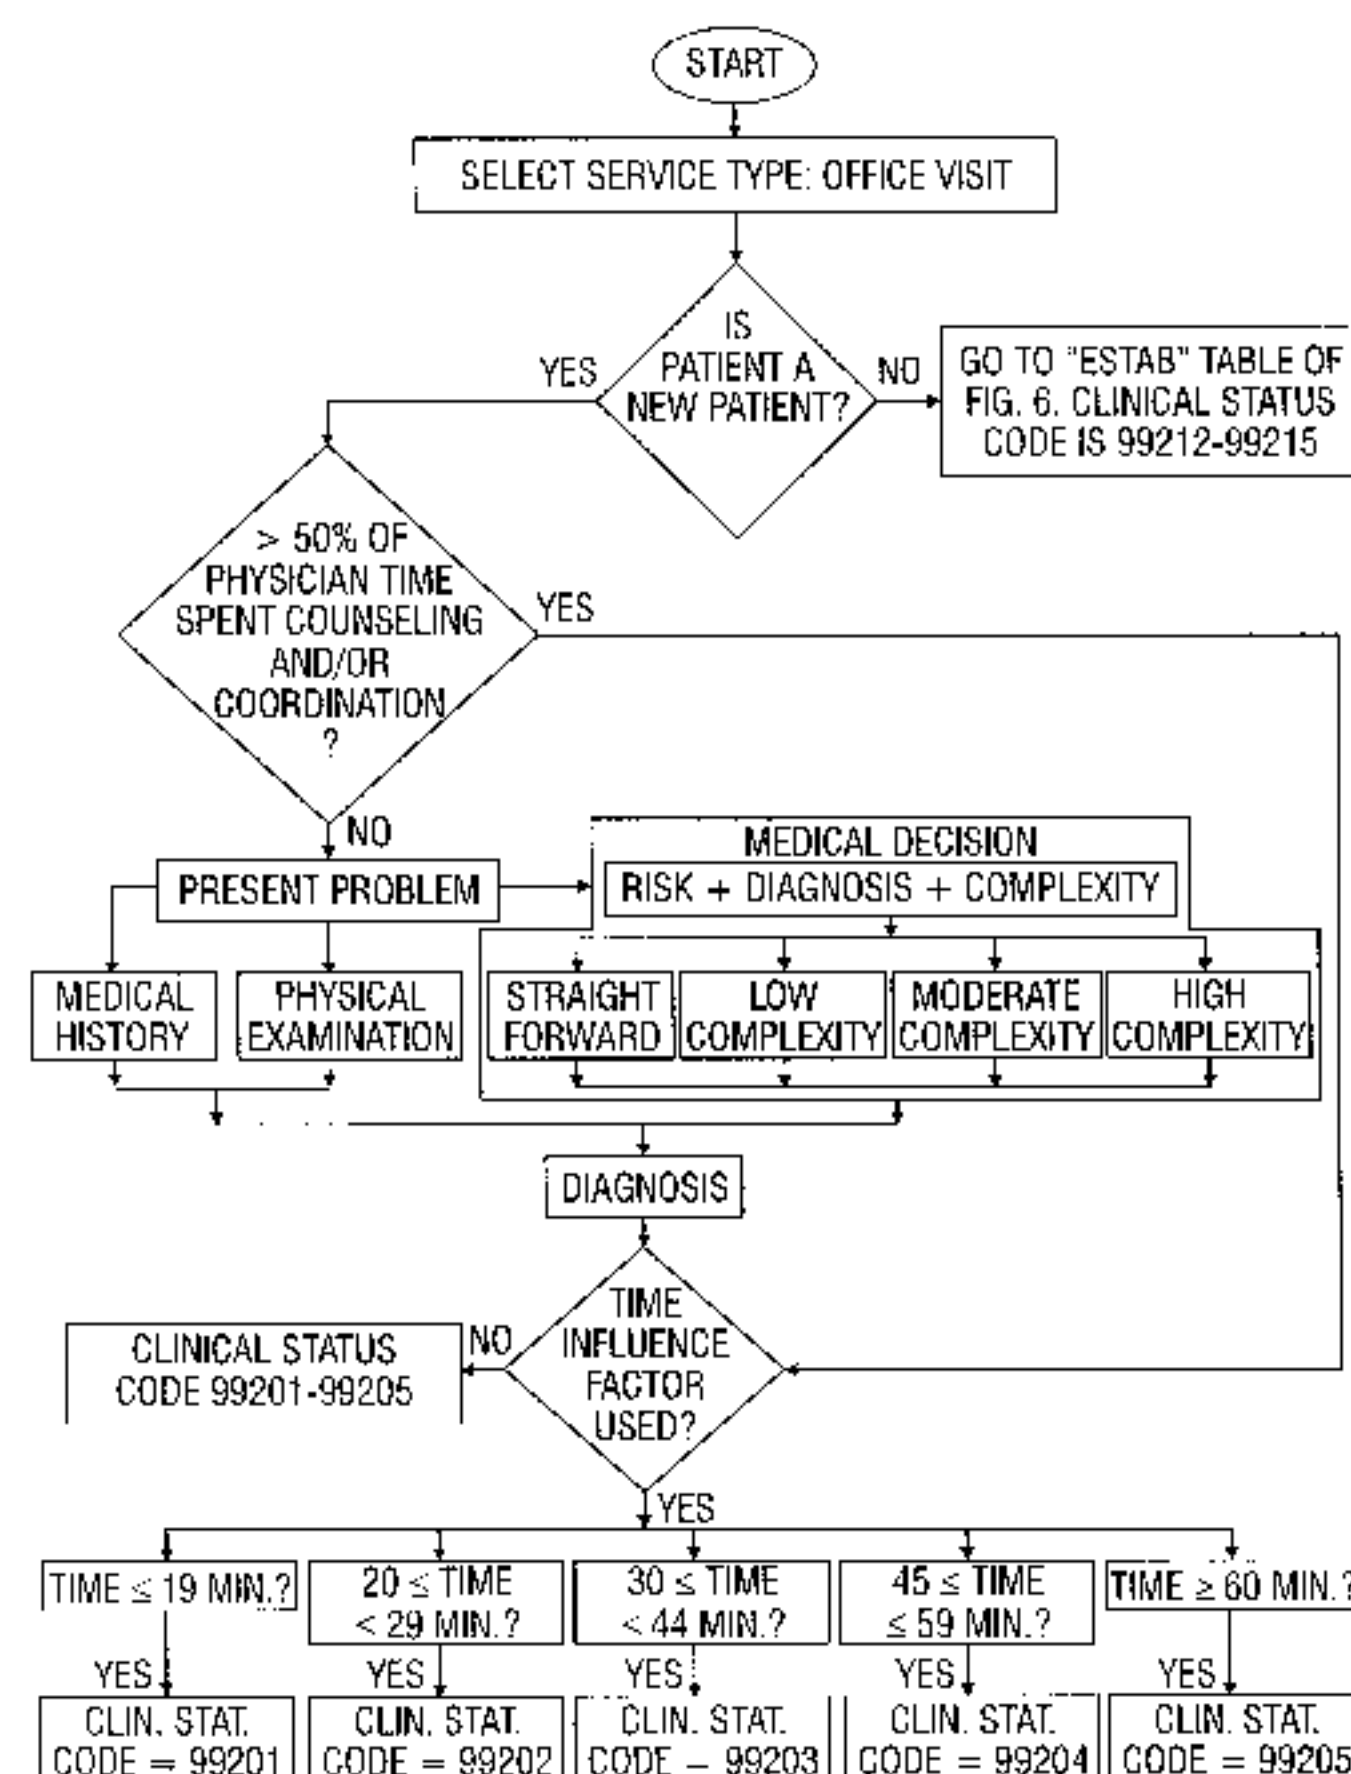 START
SELECT SERVICE TYPE: OFFICE VISIT
IS
PATIENT A
NEW PATIENT?
YES
NO
GO TO "ESTAB" TABLE OF
FIG. 6. CLINICAL STATUS
CODE IS 99212-99215
> 50% OF
PHYSICIAN TIME
SPENT COUNSELING
AND/OR
COORDINATION
?
YES
NO
PRESENT PROBLEM
MEDICAL DECISION
RISK + DIAGNOSIS + COMPLEXITY
MEDICAL
HISTORY
PHYSICAL
EXAMINATION
STRAIGHT
FORWARD
LOW
COMPLEXITY
MODERATE
COMPLEXITY
HIGH
COMPLEXITY
DIAGNOSIS
TIME
INFLUENCE
FACTOR
USED?
NO
CLINICAL STATUS
CODE 99201-99205
YES
TIME ≤ 19 MIN.?
20 ≤ TIME
< 29 MIN.?
30 ≤ TIME
< 44 MIN.?
45 ≤ TIME
≤ 59 MIN.?
TIME ≥ 60 MIN.?
YES
YES
YES
YES
YES
CLIN. STAT.
CODE = 99201
CLIN. STAT.
CODE = 99202
CLIN. STAT.
CODE – 99203
CLIN. STAT.
CODE = 99204
CLIN. STAT.
CODE = 99205